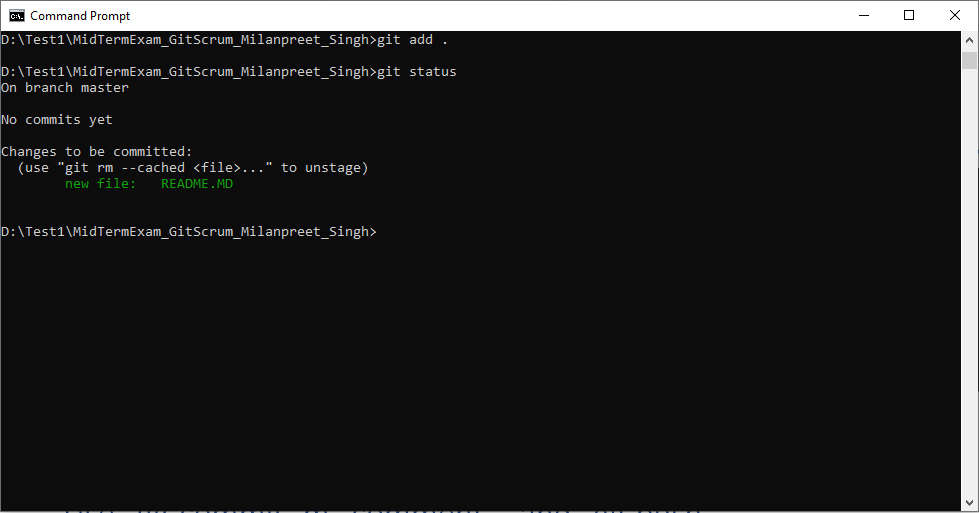 Command Prompt
D:\Test1\MidTermExam_GitScrum_Milanpreet_Singh>git add .
D:\Test1\MidTermExam_GitScrum_Milanpreet_Singh>git status
On branch master
No commits yet
Changes to be committed:
  (use "git rm --cached <file>..." to unstage)
        new file:   README.MD
D:\Test1\MidTermExam_GitScrum_Milanpreet_Singh>